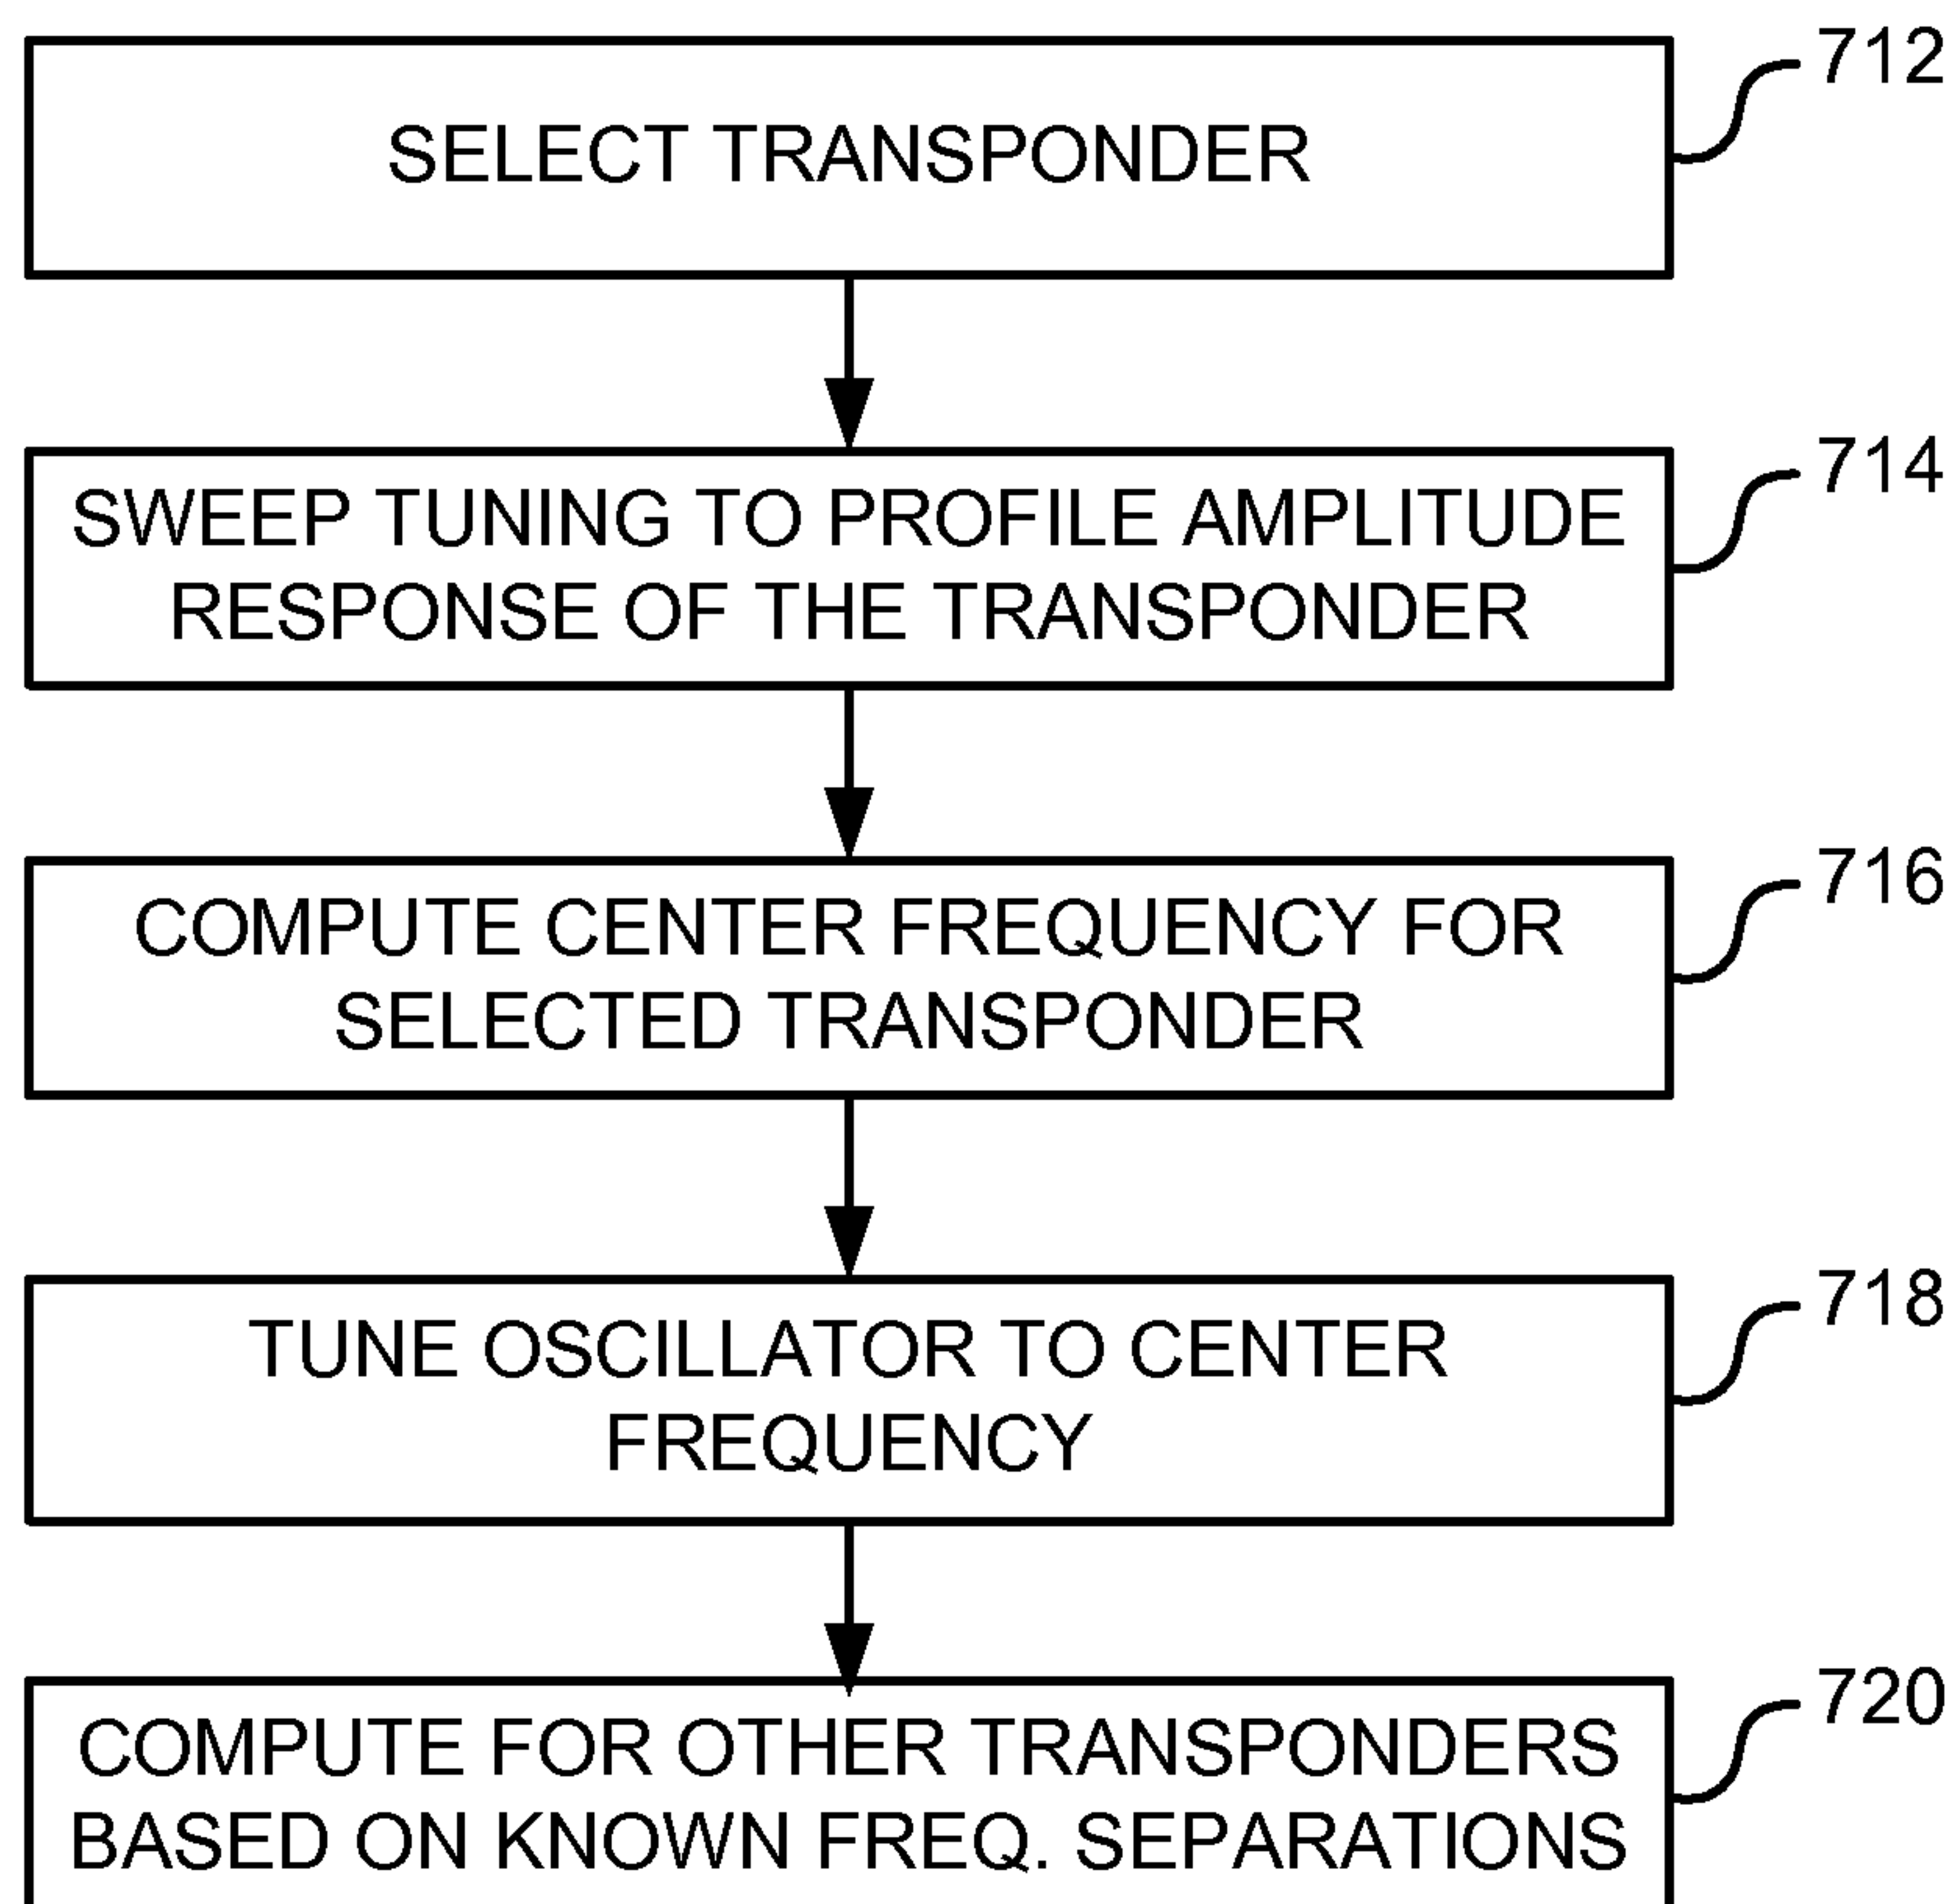 712
SELECT TRANSPONDER
714
SWEEP TUNING TO PROFILE AMPLITUDE
RESPONSE OF THE TRANSPONDER
716
COMPUTE CENTER FREQUENCY FOR
SELECTED TRANSPONDER
718
TUNE OSCILLATOR TO CENTER
FREQUENCY
720
COMPUTE FOR OTHER TRANSPONDERS
BASED ON KNOWN FREQ. SEPARATIONS